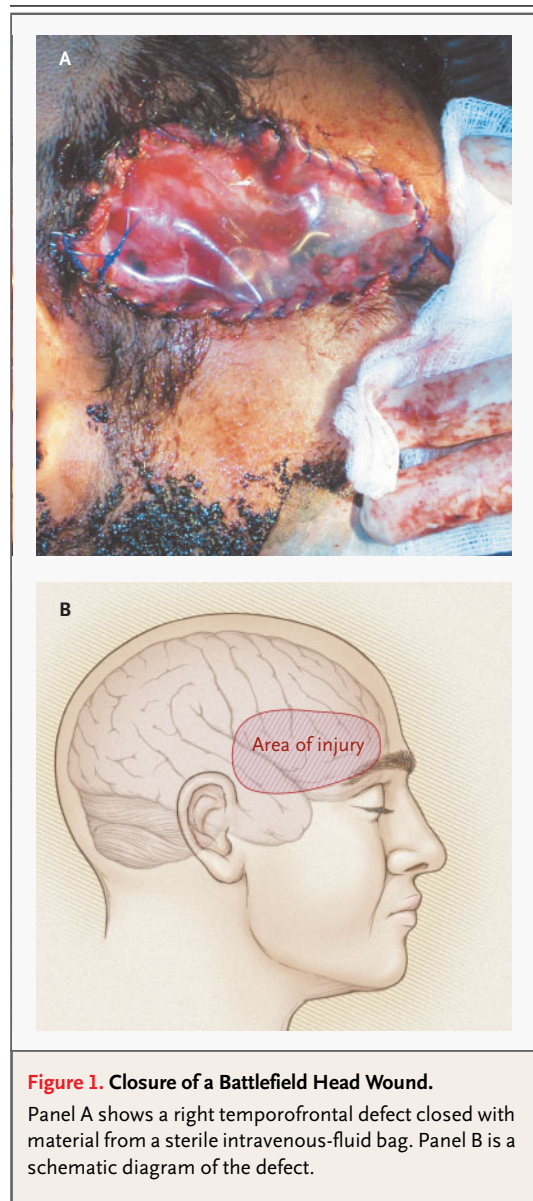 A
B
Area of injury
Figure 1. Closure of a Battlefield Head Wound.
Panel A shows a right temporofrontal defect closed with
material from a sterile intravenous-fluid bag. Panel B is a
schematic diagram of the defect.